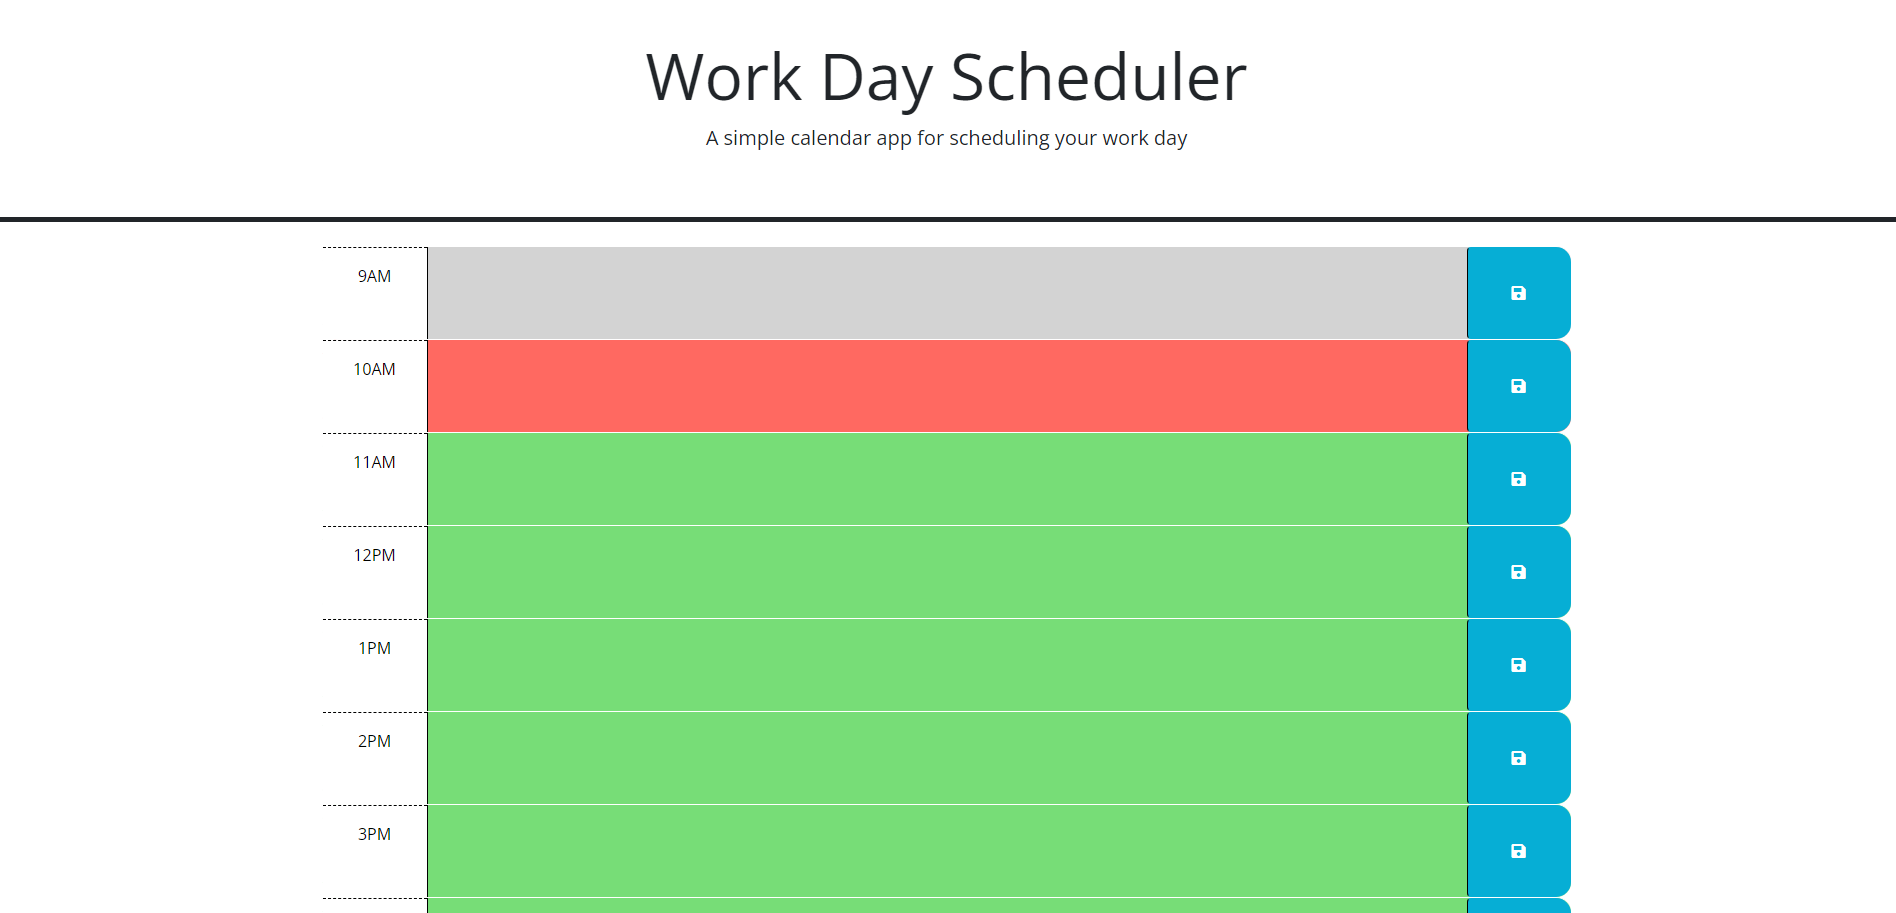 Work Day Scheduler
A simple calendar app for scheduling your work day
9AM
10AM
11AM
12PM
1PM
2PM
3PM